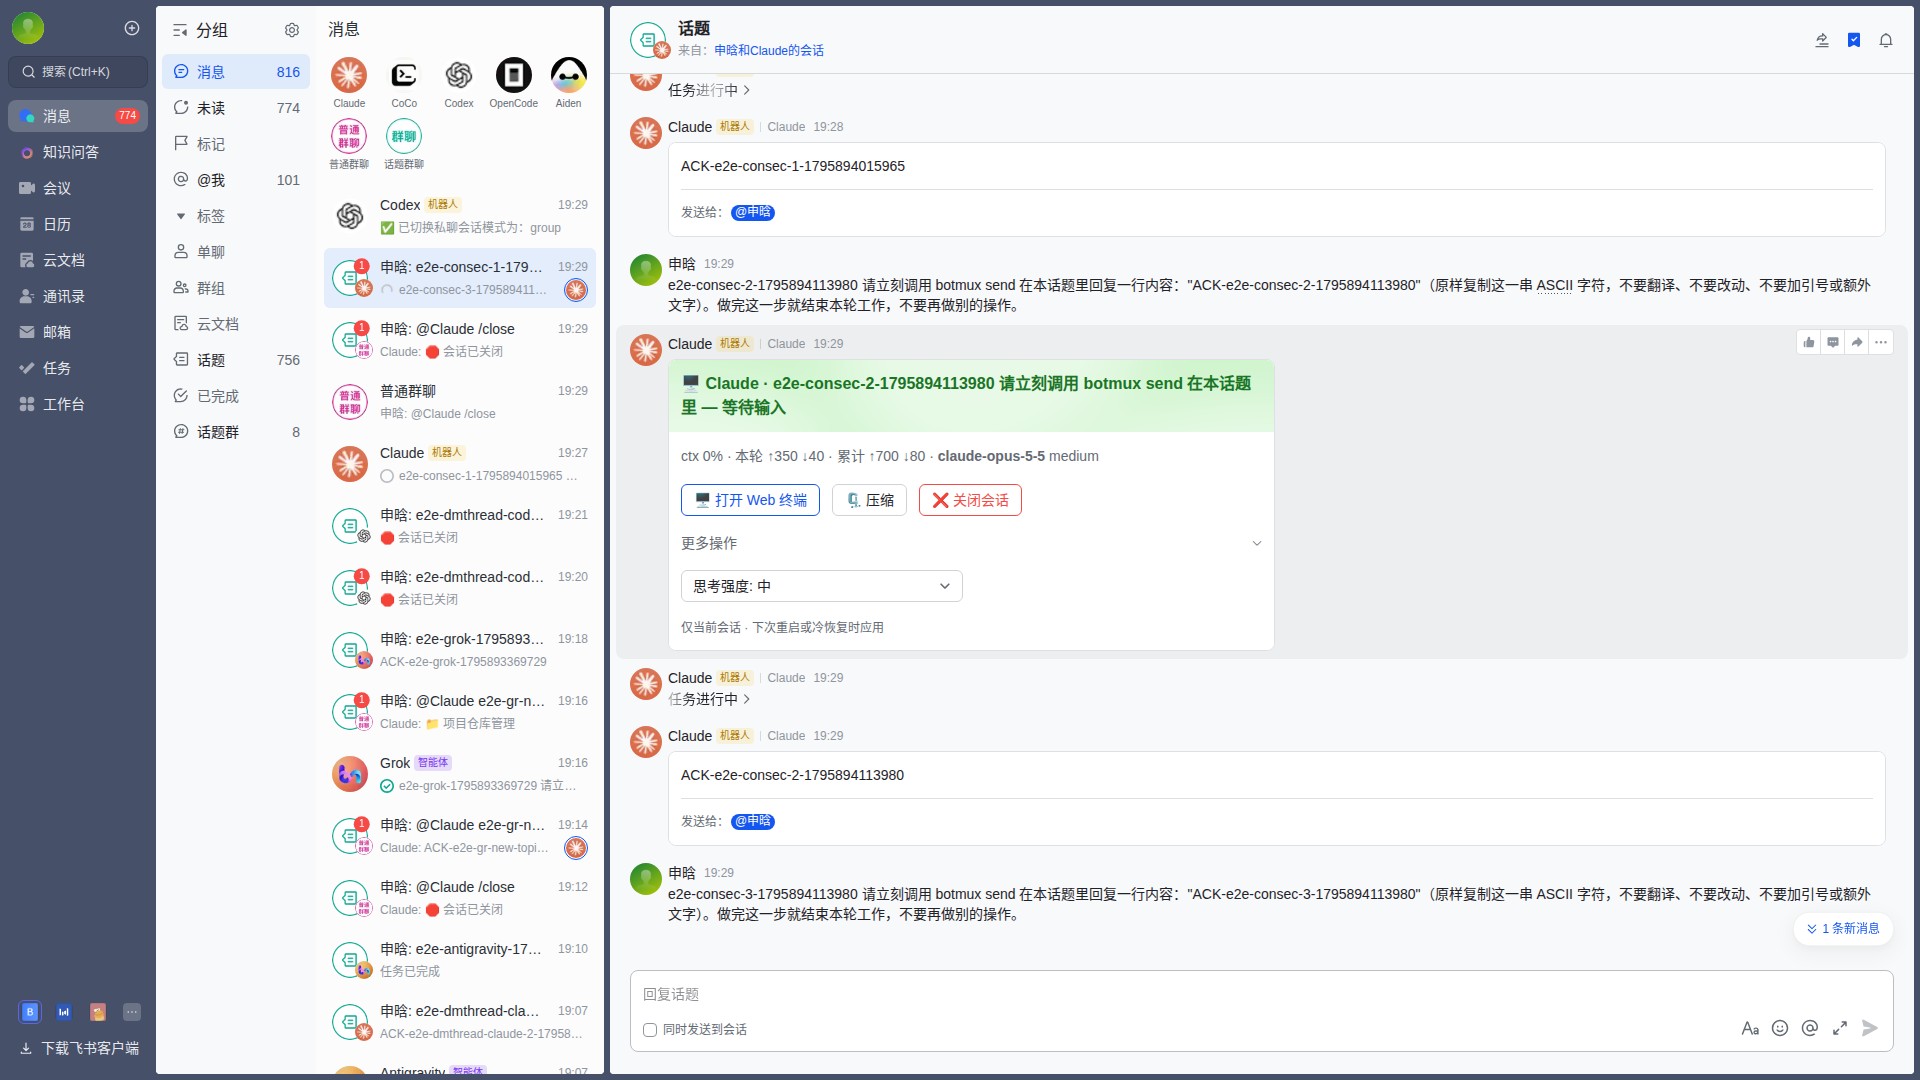 搜索 (Ctrl+K)
消息 774
知识问答
会议
日历
云文档
通讯录
邮箱
任务
工作台
B
下载飞书客户端
分组
消息 816
未读 774
标记
@我 101
标签
单聊
群组
云文档
话题 756
已完成
话题群 8
消息
Claude CoCo Codex OpenCode Aiden
普通
群聊
群聊
普通群聊 话题群聊
Codex 机器人 19:29
✅ 已切换私聊会话模式为：group
1
申晗: e2e-consec-1-179… 19:29
e2e-consec-3-179589411…
1
申晗: @Claude /close 19:29
Claude: 🛑 会话已关闭
普通群聊 19:29
普通
群聊
申晗: @Claude /close
Claude 机器人 19:27
e2e-consec-1-1795894015965 …
申晗: e2e-dmthread-cod… 19:21
🛑 会话已关闭
1
申晗: e2e-dmthread-cod… 19:20
🛑 会话已关闭
申晗: e2e-grok-1795893… 19:18
ACK-e2e-grok-1795893369729
1
申晗: @Claude e2e-gr-n… 19:16
Claude: 📁 项目仓库管理
Grok 智能体 19:16
e2e-grok-1795893369729 请立…
1
申晗: @Claude e2e-gr-n… 19:14
Claude: ACK-e2e-gr-new-topi…
申晗: @Claude /close 19:12
Claude: 🛑 会话已关闭
申晗: e2e-antigravity-17… 19:10
任务已完成
申晗: e2e-dmthread-cla… 19:07
ACK-e2e-dmthread-claude-2-17958…
Antigravity 智能体 19:07
话题
来自：申晗和Claude的会话
任务进行中
Claude 机器人 Claude 19:28
ACK-e2e-consec-1-1795894015965
发送给： @申晗
申晗 19:29
e2e-consec-2-1795894113980 请立刻调用 botmux send 在本话题里回复一行内容："ACK-e2e-consec-2-1795894113980"（原样复制这一串 ASCII 字符，不要翻译、不要改动、不要加引号或额外
文字）。做完这一步就结束本轮工作，不要再做别的操作。
Claude 机器人 Claude 19:29
🖥️ Claude · e2e-consec-2-1795894113980 请立刻调用 botmux send 在本话题
里 — 等待输入
ctx 0% · 本轮 ↑350 ↓40 · 累计 ↑700 ↓80 · claude-opus-5-5 medium
🖥️ 打开 Web 终端 🗜️ 压缩 ❌ 关闭会话
更多操作
思考强度: 中
仅当前会话 · 下次重启或冷恢复时应用
Claude 机器人 Claude 19:29
任务进行中
Claude 机器人 Claude 19:29
ACK-e2e-consec-2-1795894113980
发送给： @申晗
申晗 19:29
e2e-consec-3-1795894113980 请立刻调用 botmux send 在本话题里回复一行内容："ACK-e2e-consec-3-1795894113980"（原样复制这一串 ASCII 字符，不要翻译、不要改动、不要加引号或额外
文字）。做完这一步就结束本轮工作，不要再做别的操作。
1 条新消息
回复话题
同时发送到会话
Aa